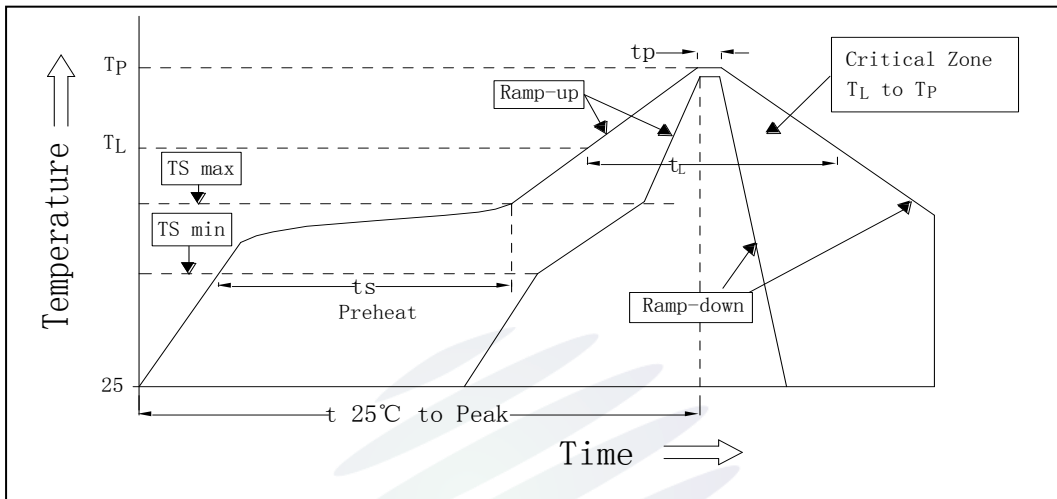 tp
Critical Zone
TL to TP
TP
Ramp-up
TL
TS max
tL
TS min
ts
Preheat
Ramp-down
25
t 25℃ to Peak
Time
Temperature